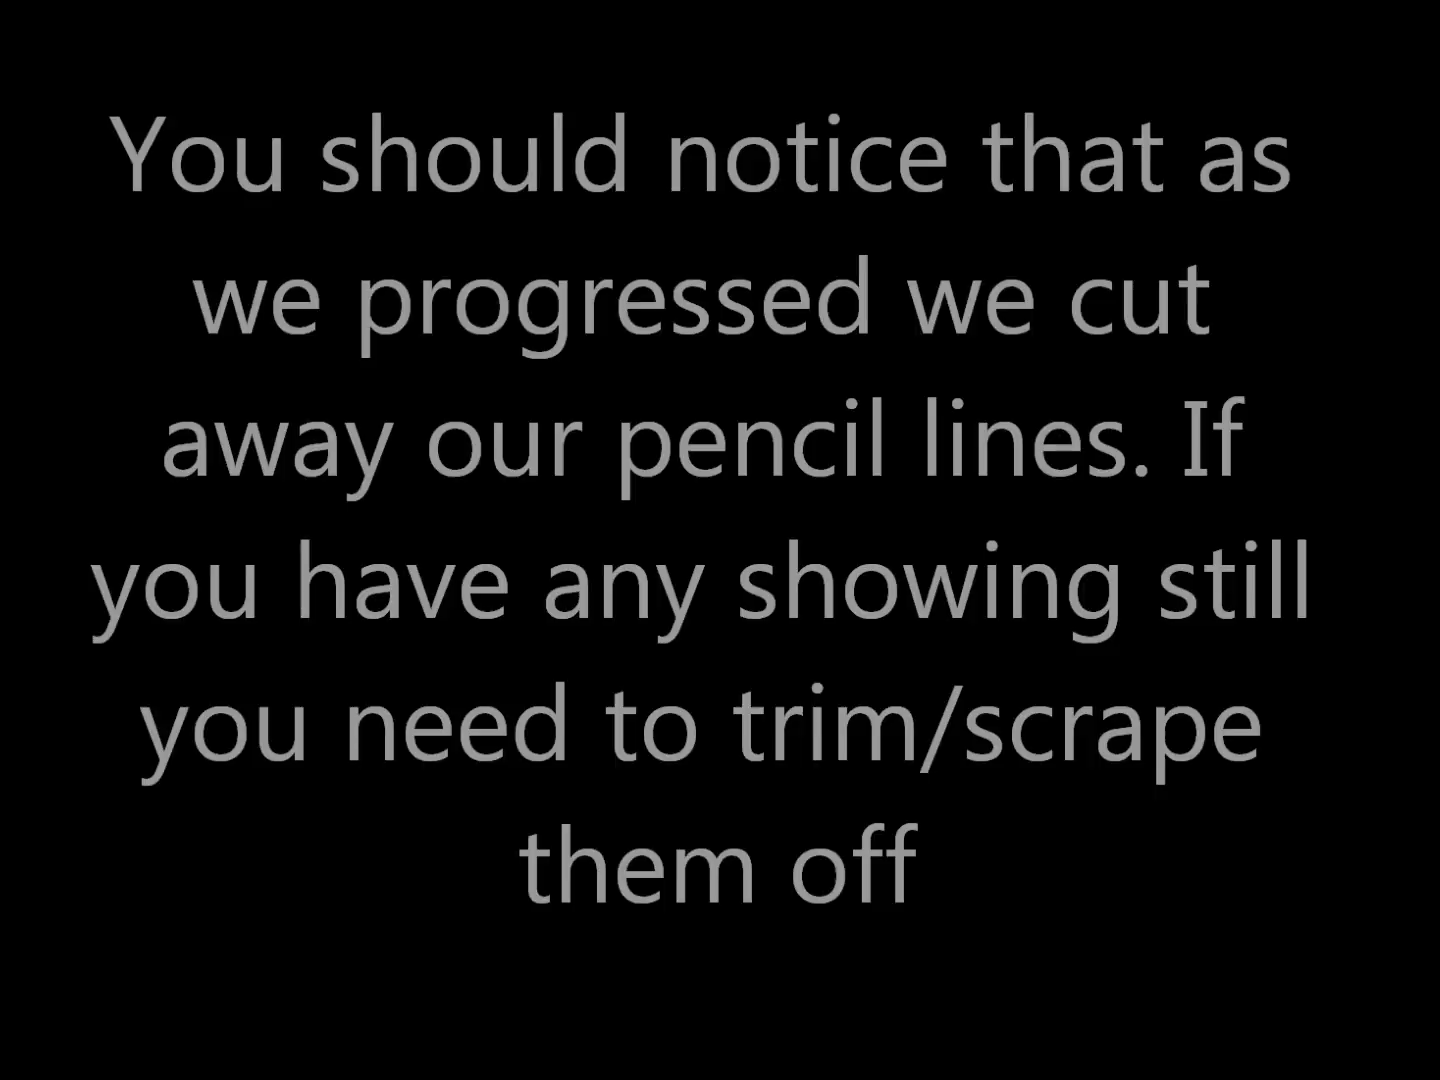 You should notice that as
we progressed we cut
away our pencil lines. If
you have any showing still
you need to trim/scrape
them off